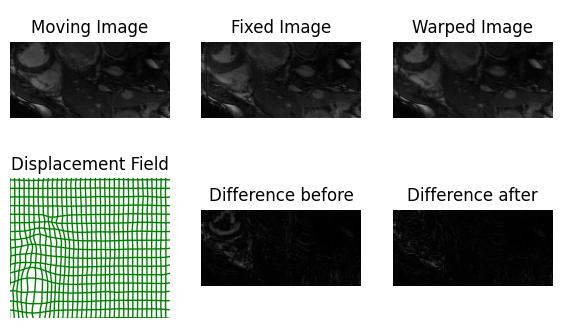 Moving Image
Fixed Image
Warped Image
Displacement Field
Difference before
Difference after